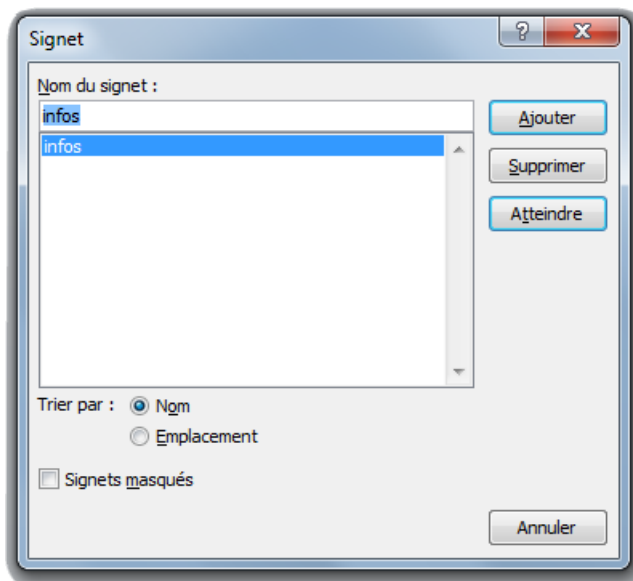 Signet
?
Nom du signet :
infos
Ajouter
infos
Supprimer
Atteindre
Trier par :
Nom
Emplacement
Signets masqués
Annuler